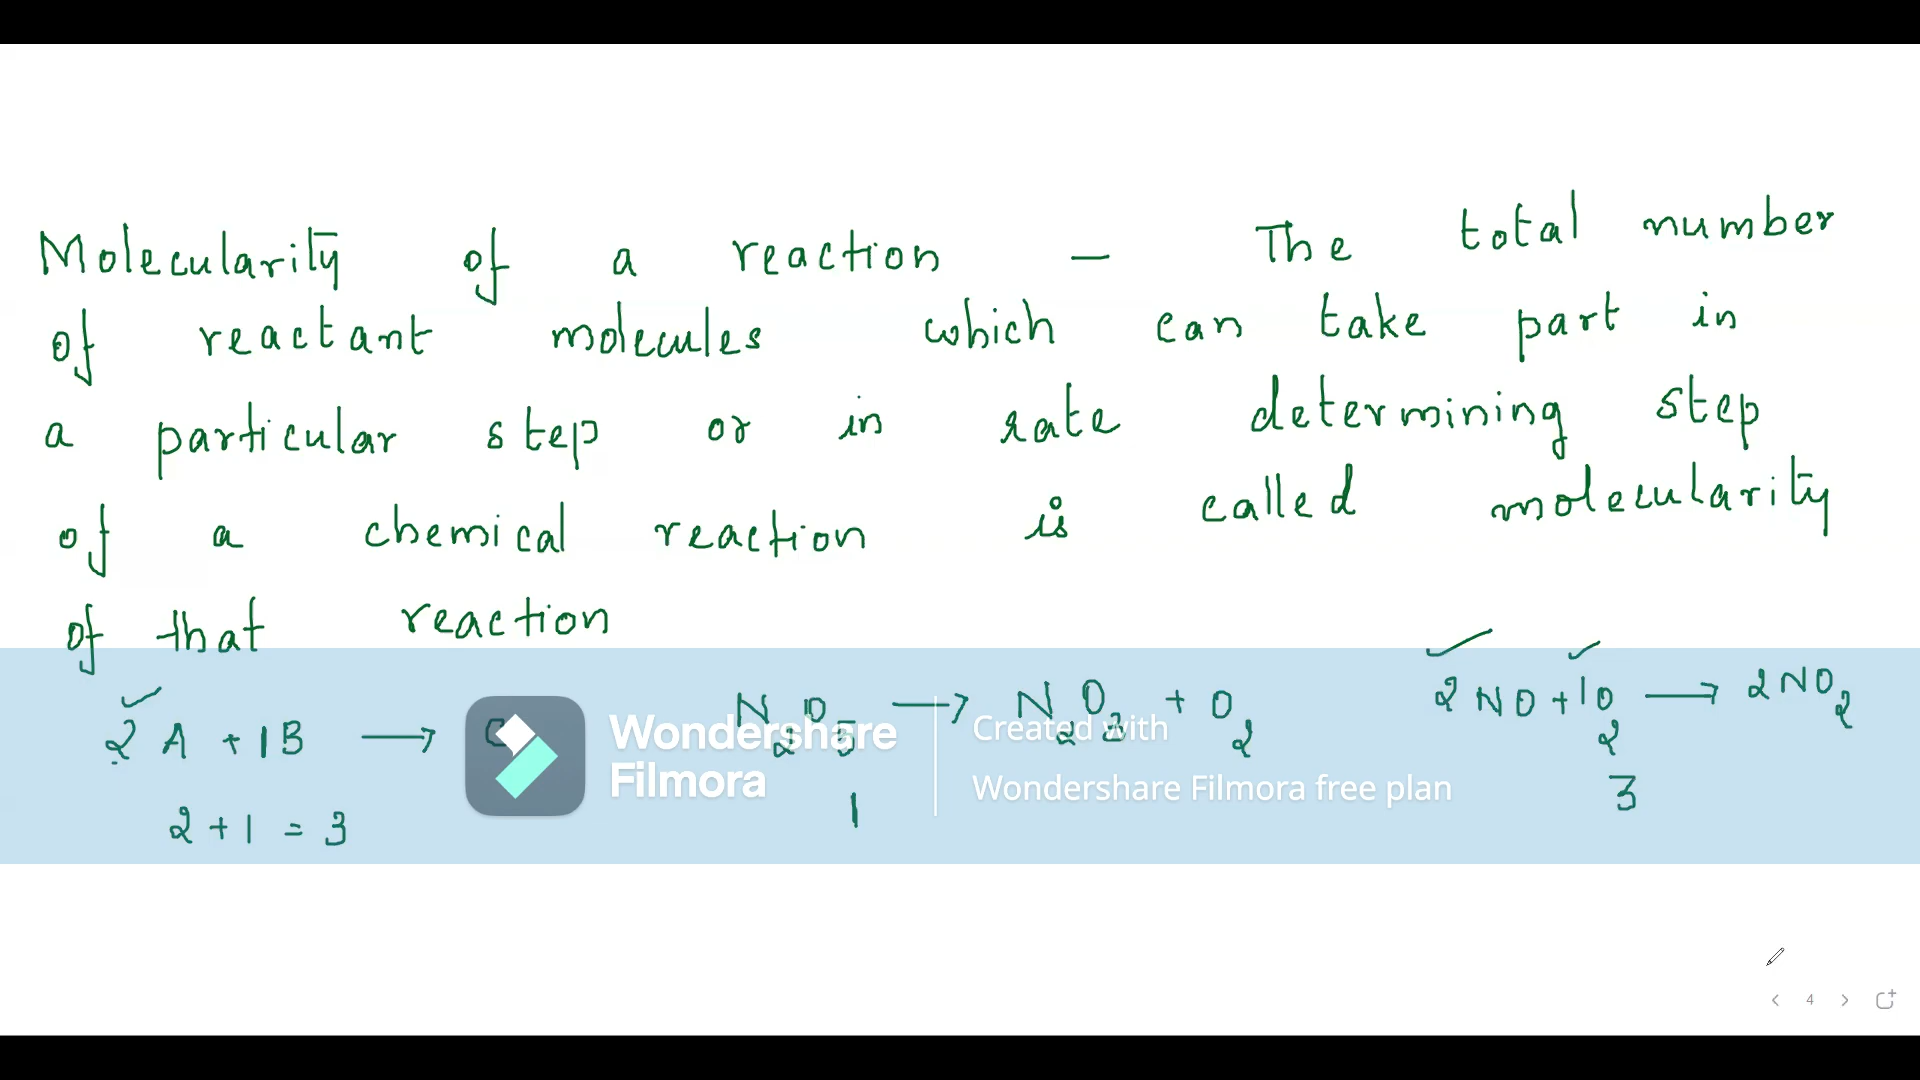 Molecularity of a reaction — The total number
of reactant molecules which can take part in
a particular step or in rate determining step
of a chemical reaction is called molecularity
of that reaction
2A + 1B ⟶ C
N₂O₅ ⟶ N₂O₃ + O₂
2NO + 1O₂ ⟶ 2NO₂
2 + 1 = 3
1
3
Wondershare
Filmora
Created with
Wondershare Filmora free plan
4